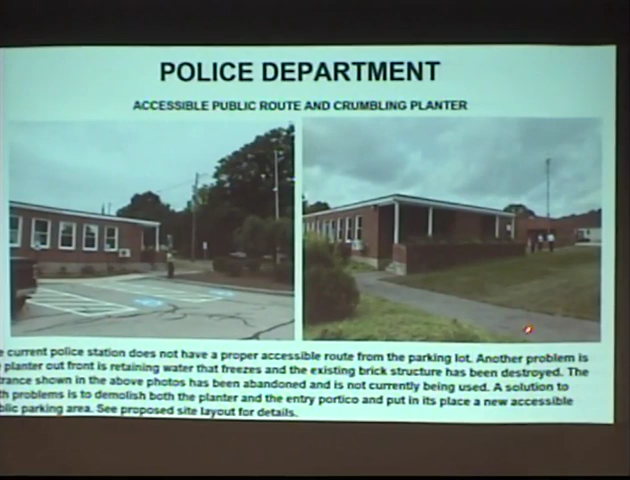 POLICE DEPARTMENT
ACCESSIBLE PUBLIC ROUTE AND CRUMBLING PLANTER
e current police station does not have a proper accessible route from the parking lot. Another problem is
planter out front is retaining water that freezes and the existing brick structure has been destroyed. The
trance shown in the above photos has been abandoned and is not currently being used. A solution to
th problems is to demolish both the planter and the entry portico and put in its place a new accessible
blic parking area. See proposed site layout for details.